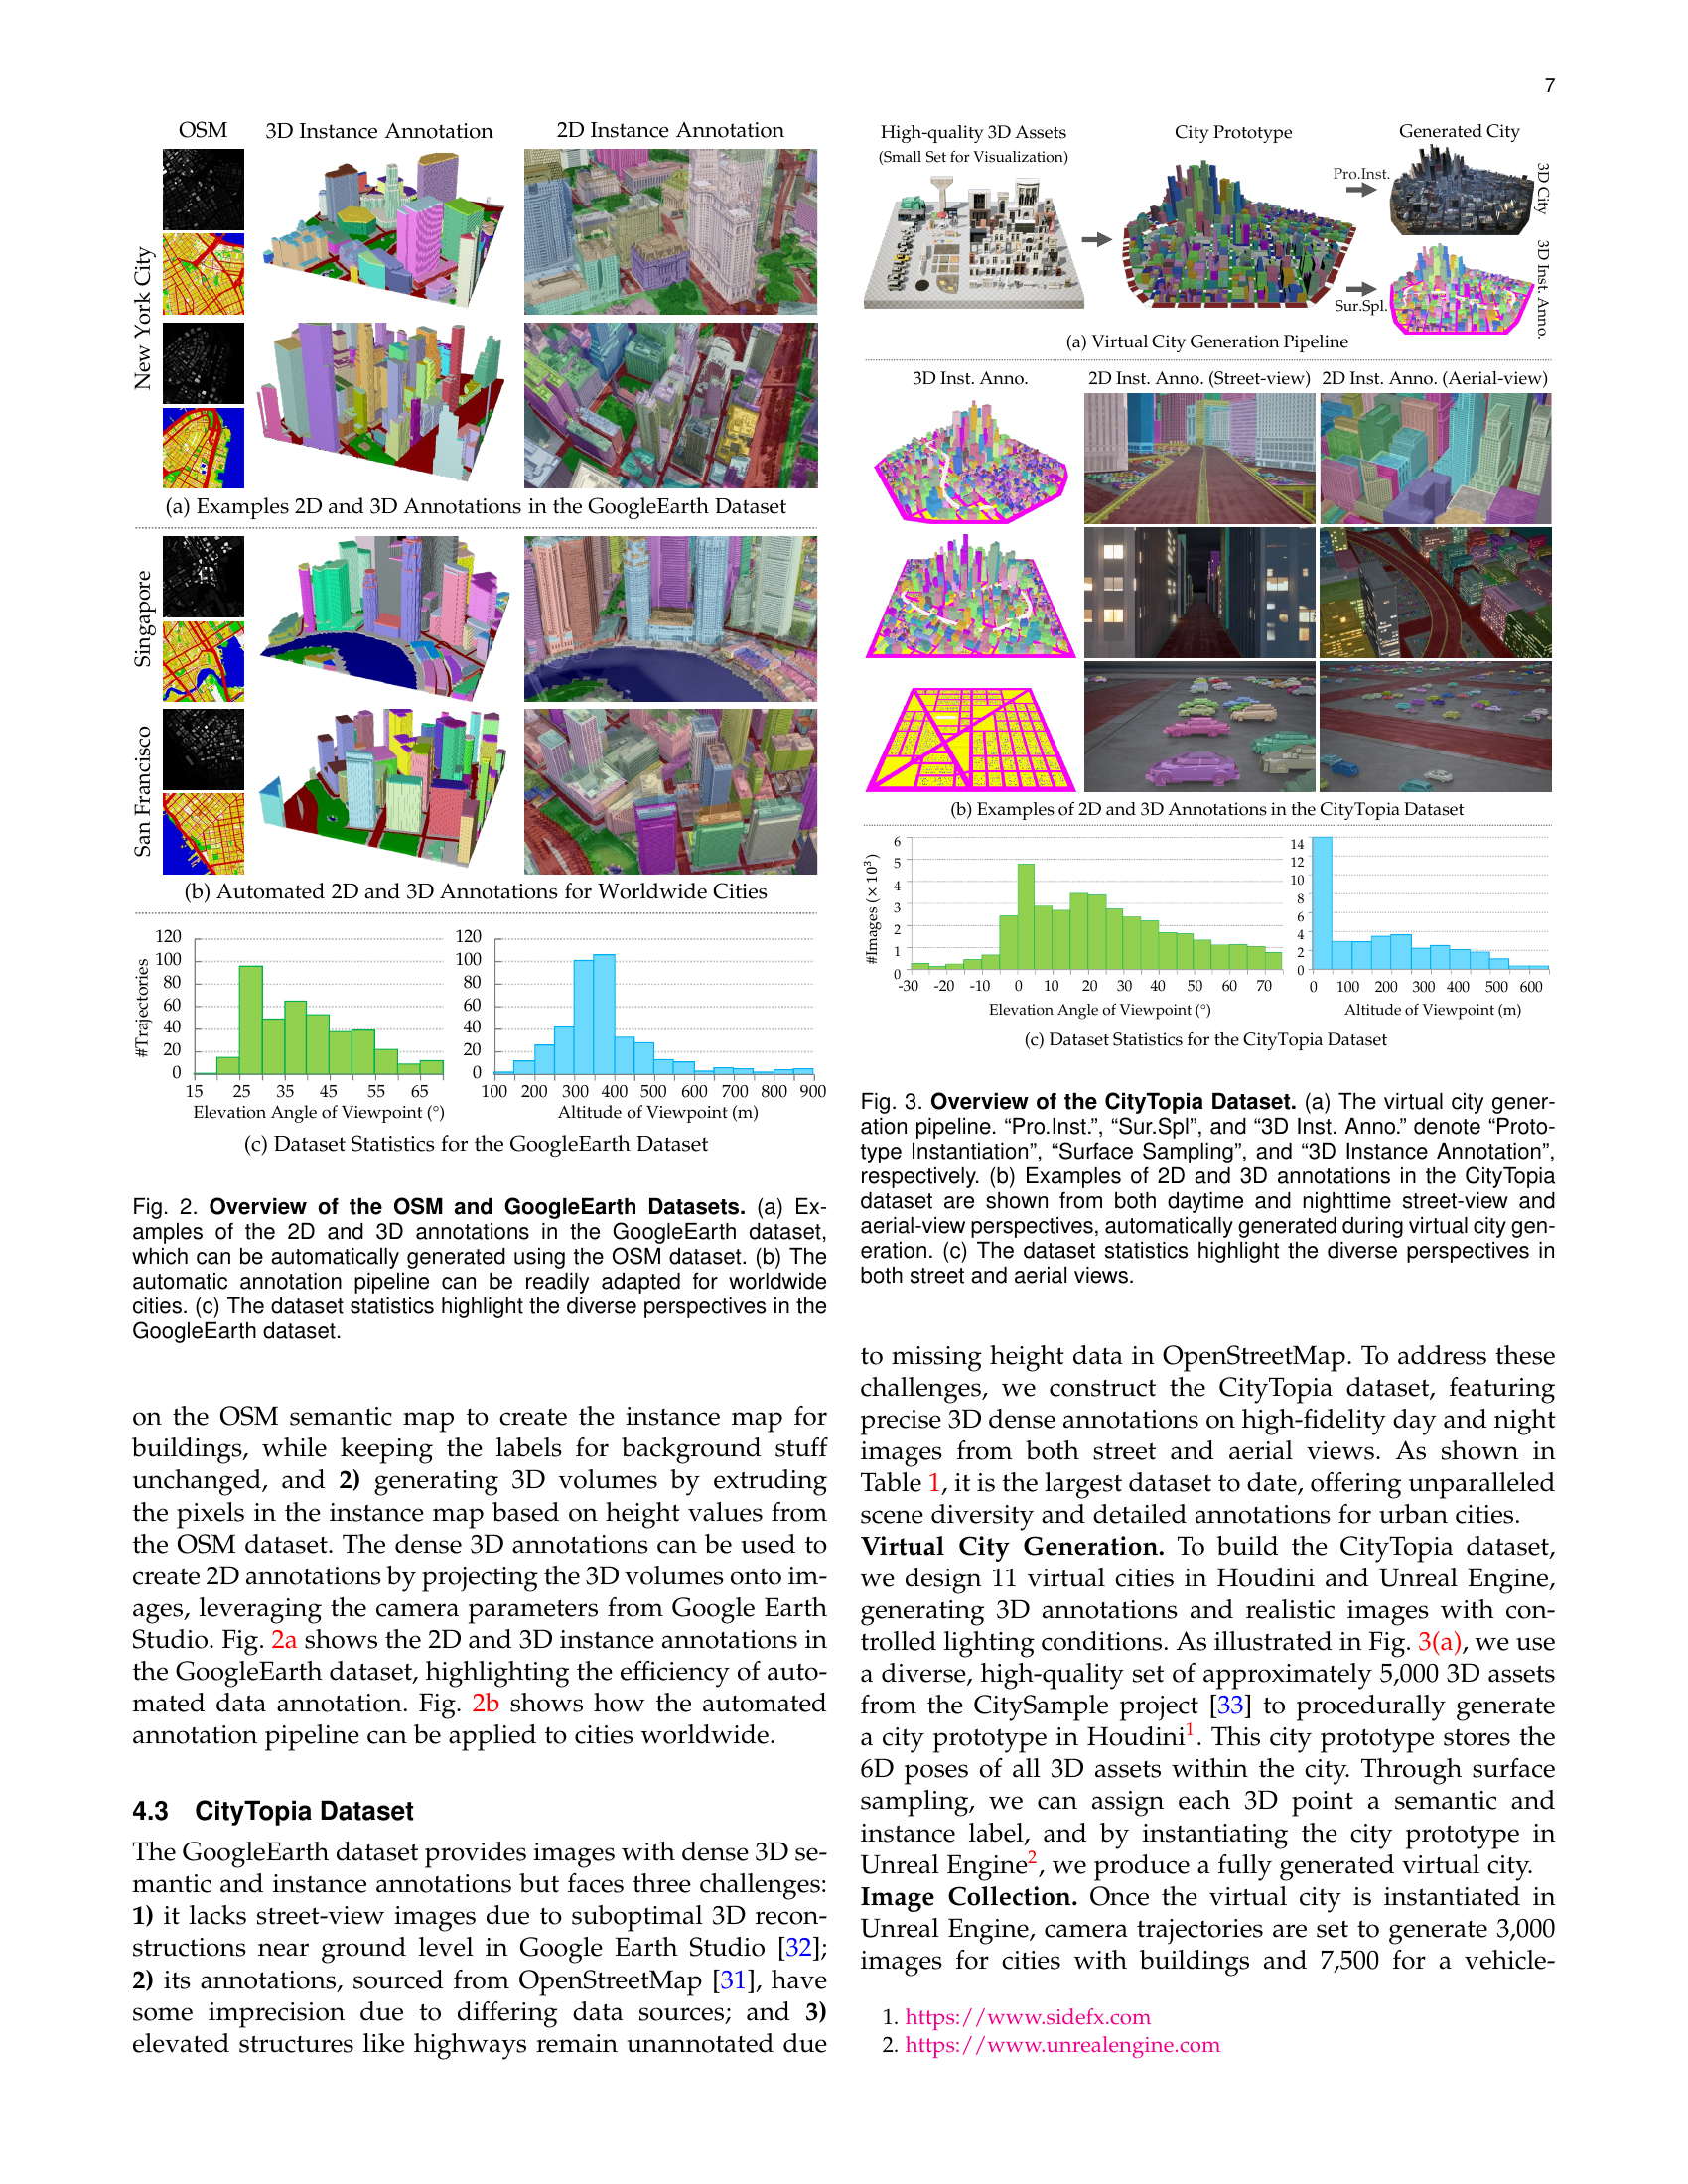 7
OSM
3D Instance Annotation
2D Instance Annotation
New York City
(a) Examples 2D and 3D Annotations in the GoogleEarth Dataset
Singapore
San Francisco
(b) Automated 2D and 3D Annotations for Worldwide Cities
#Trajectories
120
100
80
60
40
20
0
15 25 35 45 55 65
Elevation Angle of Viewpoint (°)
120
100
80
60
40
20
0
100 200 300 400 500 600 700 800 900
Altitude of Viewpoint (m)
(c) Dataset Statistics for the GoogleEarth Dataset
Fig. 2. Overview of the OSM and GoogleEarth Datasets. (a) Ex-
amples of the 2D and 3D annotations in the GoogleEarth dataset,
which can be automatically generated using the OSM dataset. (b) The
automatic annotation pipeline can be readily adapted for worldwide
cities. (c) The dataset statistics highlight the diverse perspectives in the
GoogleEarth dataset.
on the OSM semantic map to create the instance map for
buildings, while keeping the labels for background stuff
unchanged, and 2) generating 3D volumes by extruding
the pixels in the instance map based on height values from
the OSM dataset. The dense 3D annotations can be used to
create 2D annotations by projecting the 3D volumes onto im-
ages, leveraging the camera parameters from Google Earth
Studio. Fig. 2a shows the 2D and 3D instance annotations in
the GoogleEarth dataset, highlighting the efficiency of auto-
mated data annotation. Fig. 2b shows how the automated
annotation pipeline can be applied to cities worldwide.
4.3 CityTopia Dataset
The GoogleEarth dataset provides images with dense 3D se-
mantic and instance annotations but faces three challenges:
1) it lacks street-view images due to suboptimal 3D recon-
structions near ground level in Google Earth Studio [32];
2) its annotations, sourced from OpenStreetMap [31], have
some imprecision due to differing data sources; and 3)
elevated structures like highways remain unannotated due
High-quality 3D Assets
(Small Set for Visualization)
City Prototype
Generated City
Pro.Inst.
3D City
Sur.Spl.
3D Inst. Anno.
(a) Virtual City Generation Pipeline
3D Inst. Anno.
2D Inst. Anno. (Street-view)
2D Inst. Anno. (Aerial-view)
(b) Examples of 2D and 3D Annotations in the CityTopia Dataset
#Images (× 10³)
6
5
4
3
2
1
0
-30 -20 -10 0 10 20 30 40 50 60 70
Elevation Angle of Viewpoint (°)
14
12
10
8
6
4
2
0
0 100 200 300 400 500 600
Altitude of Viewpoint (m)
(c) Dataset Statistics for the CityTopia Dataset
Fig. 3. Overview of the CityTopia Dataset. (a) The virtual city gener-
ation pipeline. “Pro.Inst.”, “Sur.Spl”, and “3D Inst. Anno.” denote “Proto-
type Instantiation”, “Surface Sampling”, and “3D Instance Annotation”,
respectively. (b) Examples of 2D and 3D annotations in the CityTopia
dataset are shown from both daytime and nighttime street-view and
aerial-view perspectives, automatically generated during virtual city gen-
eration. (c) The dataset statistics highlight the diverse perspectives in
both street and aerial views.
to missing height data in OpenStreetMap. To address these
challenges, we construct the CityTopia dataset, featuring
precise 3D dense annotations on high-fidelity day and night
images from both street and aerial views. As shown in
Table 1, it is the largest dataset to date, offering unparalleled
scene diversity and detailed annotations for urban cities.
Virtual City Generation. To build the CityTopia dataset,
we design 11 virtual cities in Houdini and Unreal Engine,
generating 3D annotations and realistic images with con-
trolled lighting conditions. As illustrated in Fig. 3(a), we use
a diverse, high-quality set of approximately 5,000 3D assets
from the CitySample project [33] to procedurally generate
a city prototype in Houdini¹. This city prototype stores the
6D poses of all 3D assets within the city. Through surface
sampling, we can assign each 3D point a semantic and
instance label, and by instantiating the city prototype in
Unreal Engine², we produce a fully generated virtual city.
Image Collection. Once the virtual city is instantiated in
Unreal Engine, camera trajectories are set to generate 3,000
images for cities with buildings and 7,500 for a vehicle-
1. https://www.sidefx.com
2. https://www.unrealengine.com